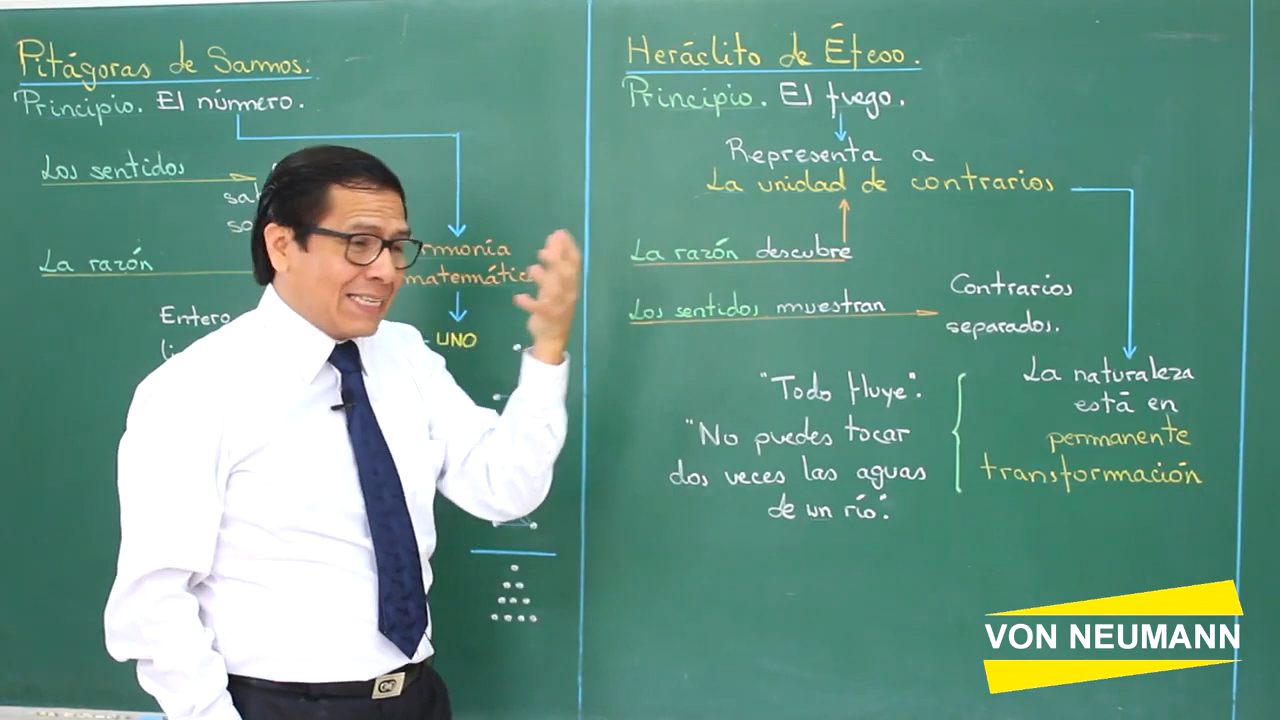 Pitágoras de Samos.
Principio. El número.
Los sentidos
La razón
Entero
UNO
Heráclito de Éfeso.
Principio. El fuego.
Representa a
La unidad de contrarios
La razón descubre
Los sentidos muestran
Contrarios
separados.
"Todo fluye".
"No puedes tocar
dos veces las aguas
de un río".
La naturaleza
está en
permanente
transformación
VON NEUMANN